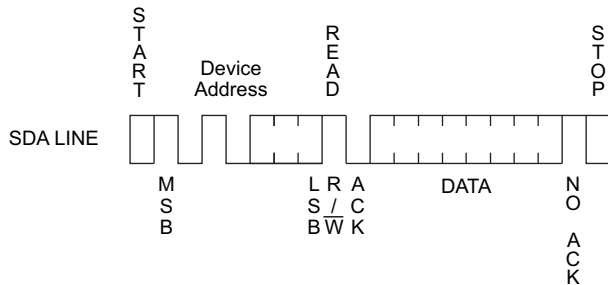 START
Device
Address
READ
STOP
SDA LINE
MSB
LSB
R/W̅
ACK
DATA
NO ACK